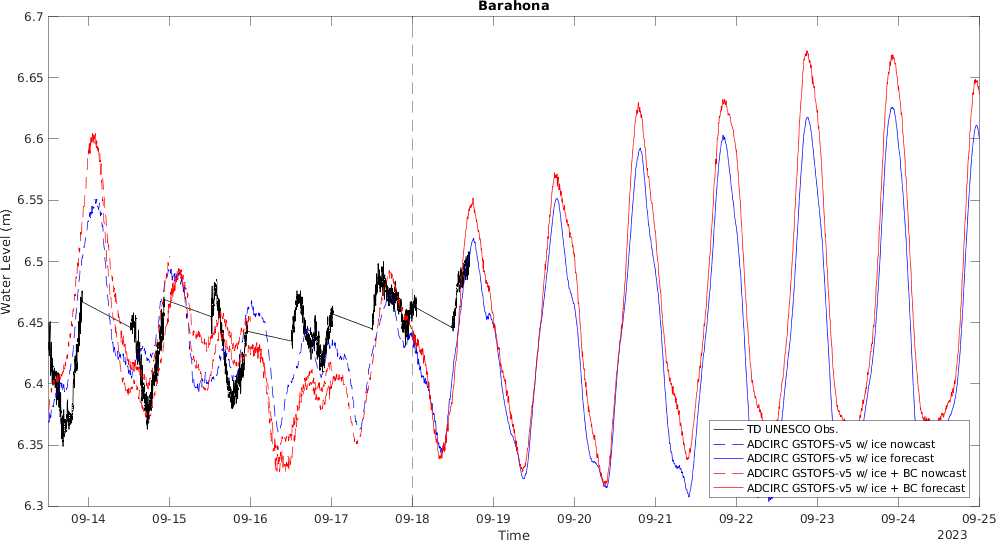 Barahona
6.7
6.65
6.6
6.55
6.5
6.45
6.4
6.35
6.3
Water Level (m)
TD UNESCO Obs.
ADCIRC GSTOFS-v5 w/ ice nowcast
ADCIRC GSTOFS-v5 w/ ice forecast
ADCIRC GSTOFS-v5 w/ ice + BC nowcast
ADCIRC GSTOFS-v5 w/ ice + BC forecast
09-14 09-15 09-16 09-17 09-18 09-19 09-20 09-21 09-22 09-23 09-24 09-25
Time
2023